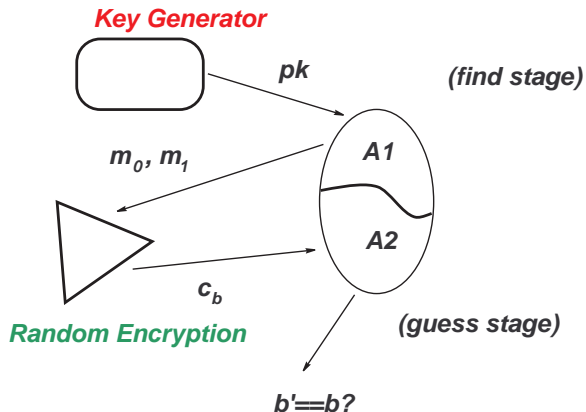 Key Generator
pk
(find stage)
m0, m1
A1
A2
cb
Random Encryption
(guess stage)
b'==b?